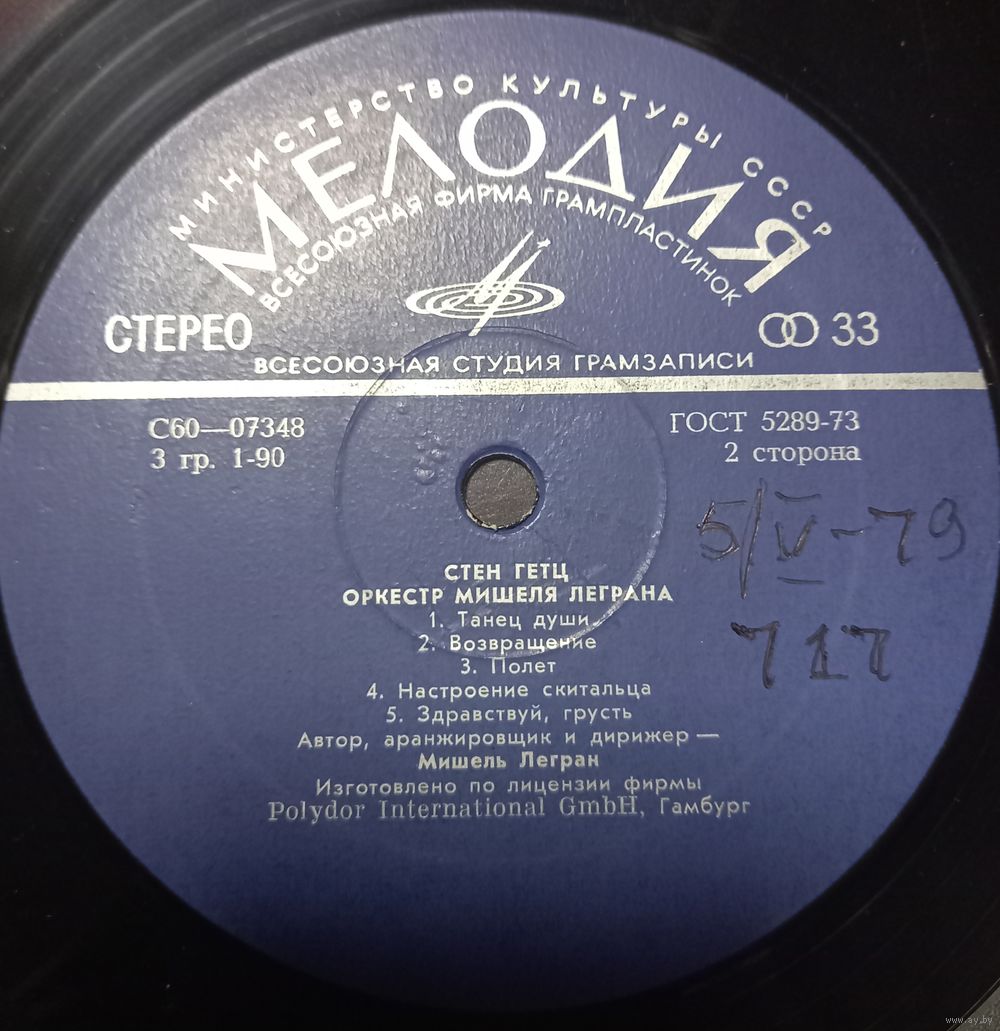 МИНИСТЕРСТВО КУЛЬТУРЫ СССР
МЕЛОДИЯ
ВСЕСОЮЗНАЯ ФИРМА ГРАМПЛАСТИНОК
СТЕРЕО
33
ВСЕСОЮЗНАЯ СТУДИЯ ГРАМЗАПИСИ
С60—07348
ГОСТ 5289-73
3 гр. 1-90
2 сторона
5/V-79
717
СТЕН ГЕТЦ
ОРКЕСТР МИШЕЛЯ ЛЕГРАНА
1. Танец души
2. Возвращение
3. Полет
4. Настроение скитальца
5. Здравствуй, грусть
Автор, аранжировщик и дирижер —
Мишель Легран
Изготовлено по лицензии фирмы
Polydor International GmbH, Гамбург
www.ay.by